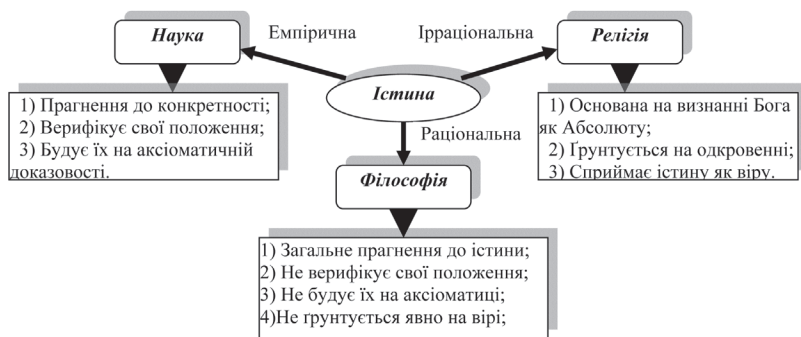 Наука
Емпірична
Ірраціональна
Релігія
Істина
1) Прагнення до конкретності;
2) Верифікує свої положення;
3) Будує їх на аксіоматичній
доказовості.
Раціональна
1) Основана на визнанні Бога
як Абсолюту;
2) Ґрунтується на одкровенні;
3) Сприймає істину як віру.
Філософія
1) Загальне прагнення до істини;
2) Не верифікує свої положення;
3) Не будує їх на аксіоматиці;
4)Не ґрунтується явно на вірі;